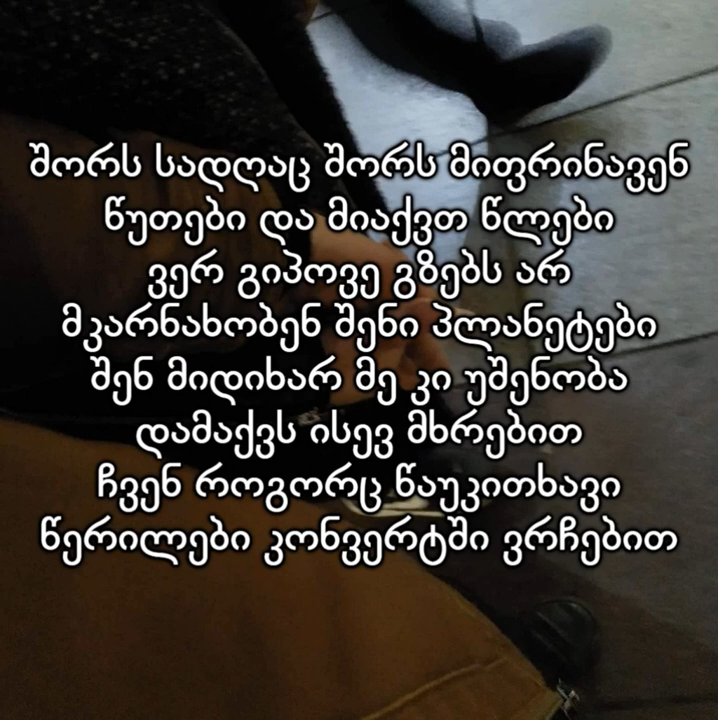 შორს სადღაც შორს მიფრინავენ
წუთები და მიაქვთ წლები
ვერ გიპოვე გზებს არ
მკარნახობენ შენი პლანეტები
შენ მიდიხარ მე კი უშენობა
დამაქვს ისევ მხრებით
ჩვენ როგორც წაუკითხავი
წერილები კონვერტში ვრჩებით